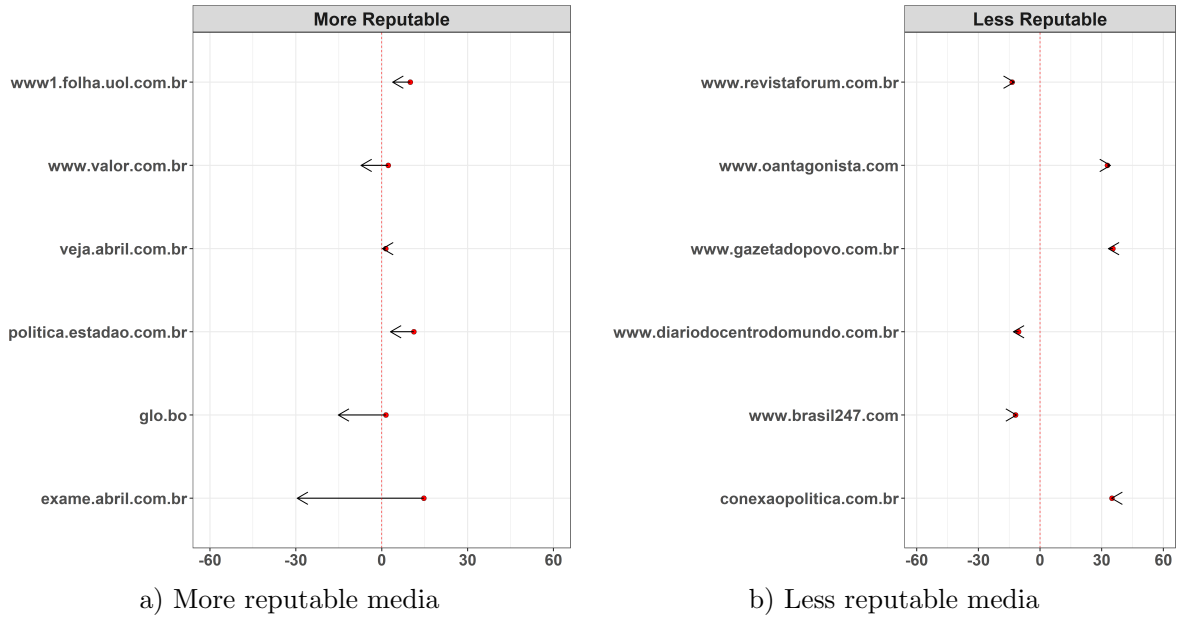 More Reputable
www1.folha.uol.com.br
www.valor.com.br
veja.abril.com.br
politica.estadao.com.br
glo.bo
exame.abril.com.br
-60 -30 0 30 60
a) More reputable media
Less Reputable
www.revistaforum.com.br
www.oantagonista.com
www.gazetadopovo.com.br
www.diariodocentrodomundo.com.br
www.brasil247.com
conexaopolitica.com.br
-60 -30 0 30 60
b) Less reputable media